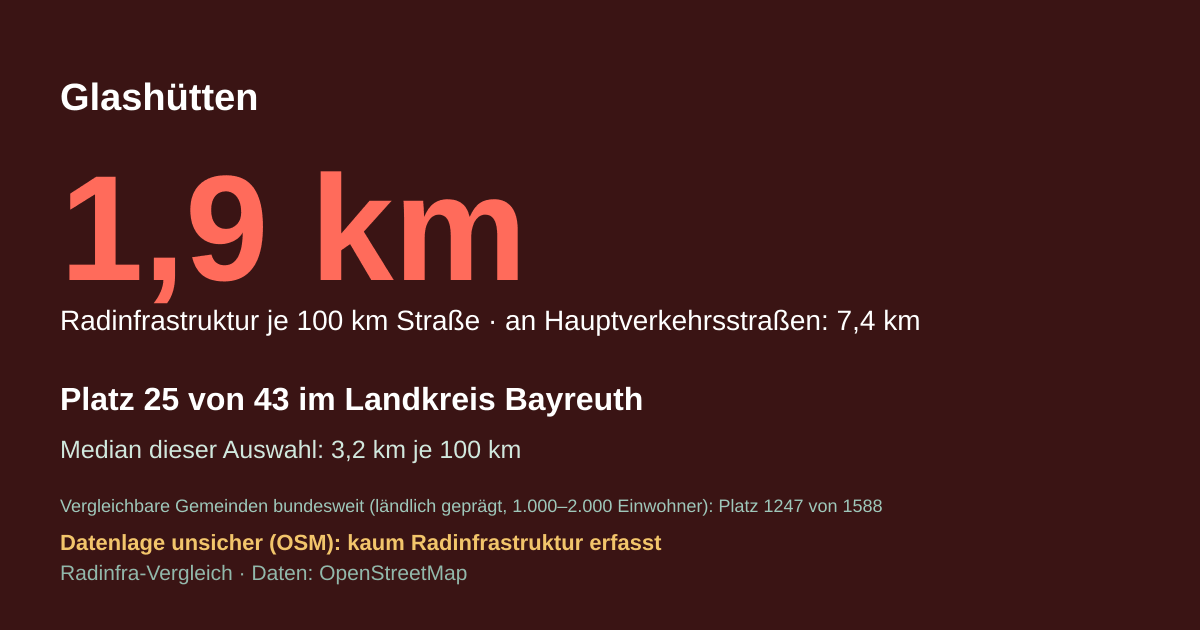 Glashütten
1,9 km
Radinfrastruktur je 100 km Straße · an Hauptverkehrsstraßen: 7,4 km
Platz 25 von 43 im Landkreis Bayreuth
Median dieser Auswahl: 3,2 km je 100 km
Vergleichbare Gemeinden bundesweit (ländlich geprägt, 1.000–2.000 Einwohner): Platz 1247 von 1588
Datenlage unsicher (OSM): kaum Radinfrastruktur erfasst
Radinfra-Vergleich · Daten: OpenStreetMap